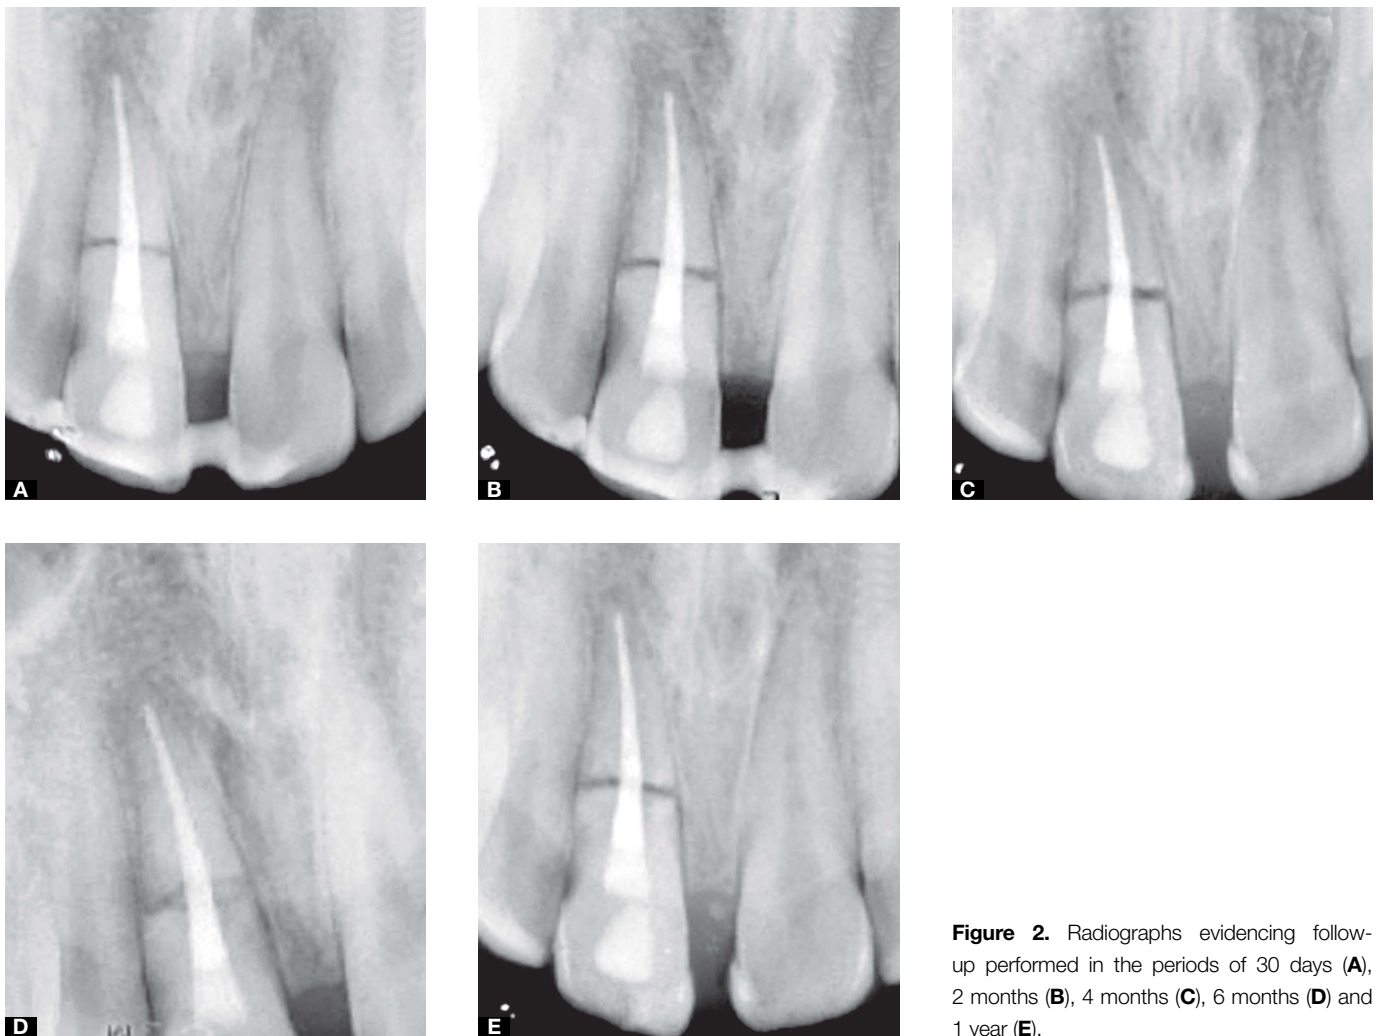 A
B
C
D
E
Figure 2. Radiographs evidencing follow-
up performed in the periods of 30 days (A),
2 months (B), 4 months (C), 6 months (D) and
1 year (E).